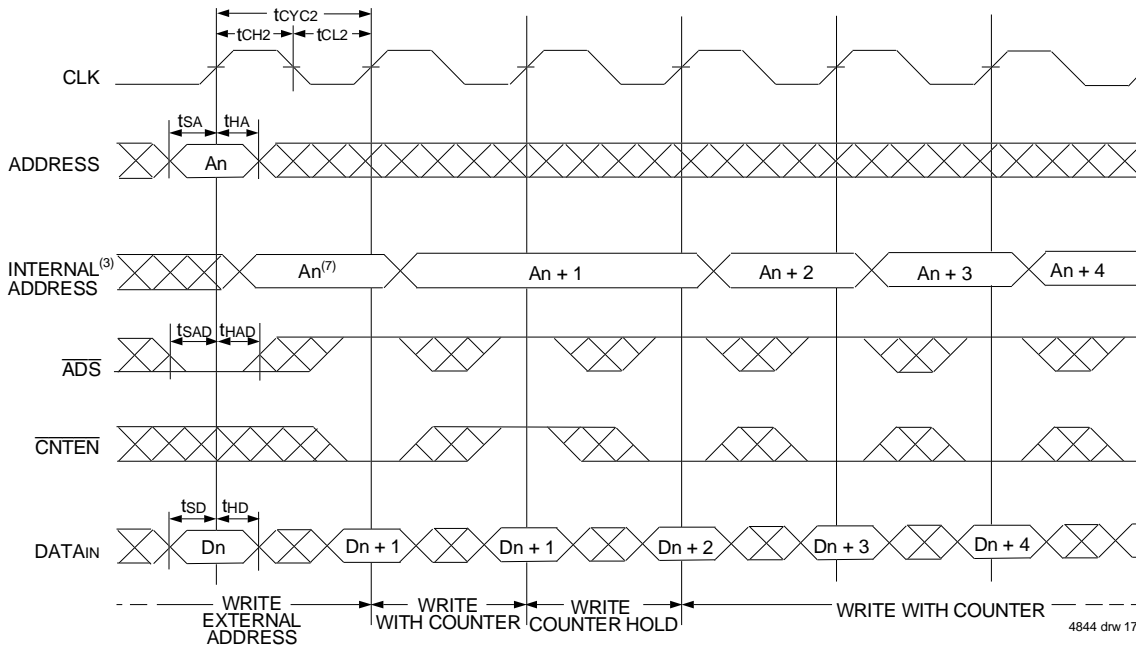 tCYC2
tCH2 tCL2
CLK
tSA tHA
ADDRESS An
INTERNAL(3)
ADDRESS
An(7) An + 1 An + 2 An + 3 An + 4
tSAD tHAD
ADS
CNTEN
tSD tHD
DATAIN Dn Dn + 1 Dn + 1 Dn + 2 Dn + 3 Dn + 4
WRITE
EXTERNAL
ADDRESS
WRITE
WITH COUNTER
WRITE
COUNTER HOLD
WRITE WITH COUNTER
4844 drw 17